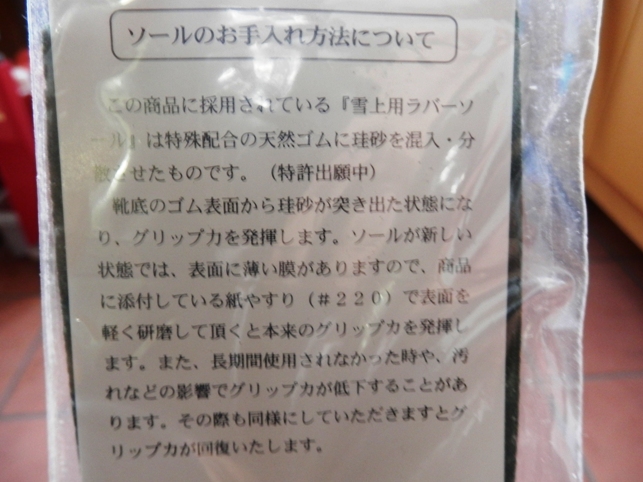 ソールのお手入れ方法について
この商品に採用されている『雪上用ラバーソ
ール』は特殊配合の天然ゴムに珪砂を混入・分
散させたものです。（特許出願中）
靴底のゴム表面から珪砂が突き出た状態にな
り、グリップ力を発揮します。ソールが新しい
状態では、表面に薄い膜がありますので、商品
に添付している紙やすり（＃２２０）で表面を
軽く研磨して頂くと本来のグリップ力を発揮し
ます。また、長期間使用されなかった時や、汚
れなどの影響でグリップ力が低下することがあ
ります。その際も同様にしていただきますとグ
リップ力が回復いたします。